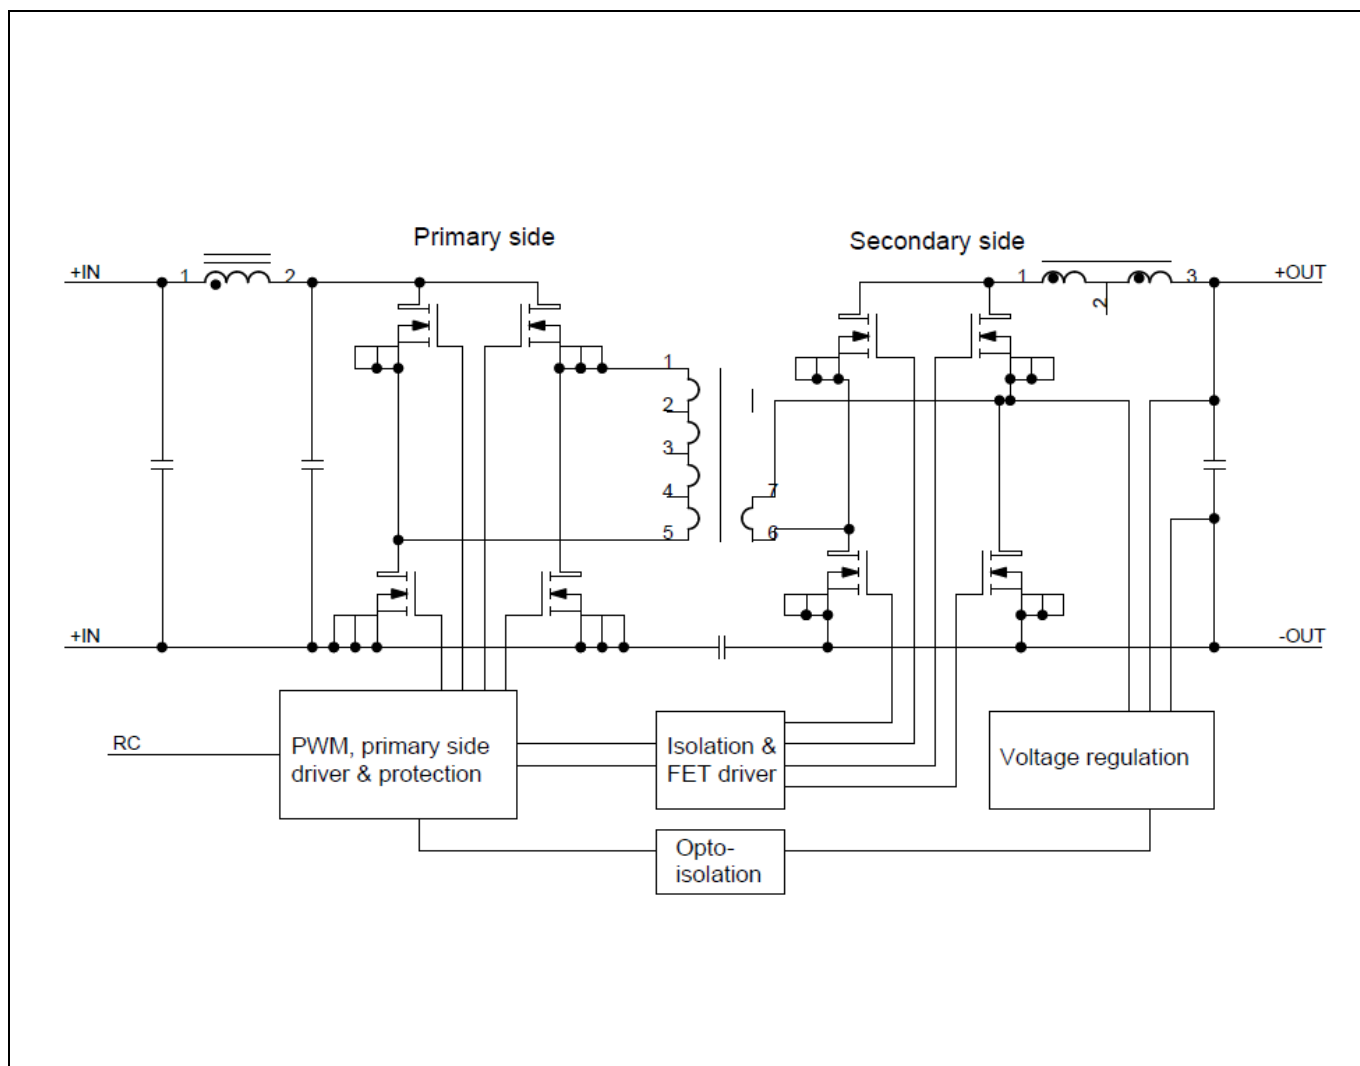 Primary side
Secondary side
+IN
1
2
1
2
3
+OUT
1
2
3
4
5
7
6
+IN
-OUT
RC
PWM, primary side
driver & protection
Isolation &
FET driver
Voltage regulation
Opto-
isolation